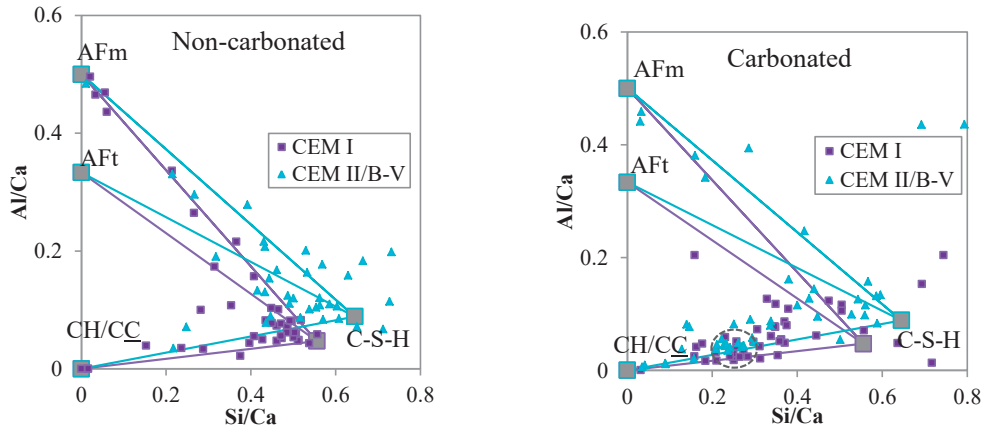 0.6
Non-carbonated
AFm
0.4
CEM I
CEM II/B-V
AFt
Al/Ca
0.2
CH/CC
C-S-H
0
0 0.2 0.4 0.6 0.8
Si/Ca
0.6
Carbonated
AFm
0.4
CEM I
CEM II/B-V
AFt
Al/Ca
0.2
CH/CC
C-S-H
0
0 0.2 0.4 0.6 0.8
Si/Ca